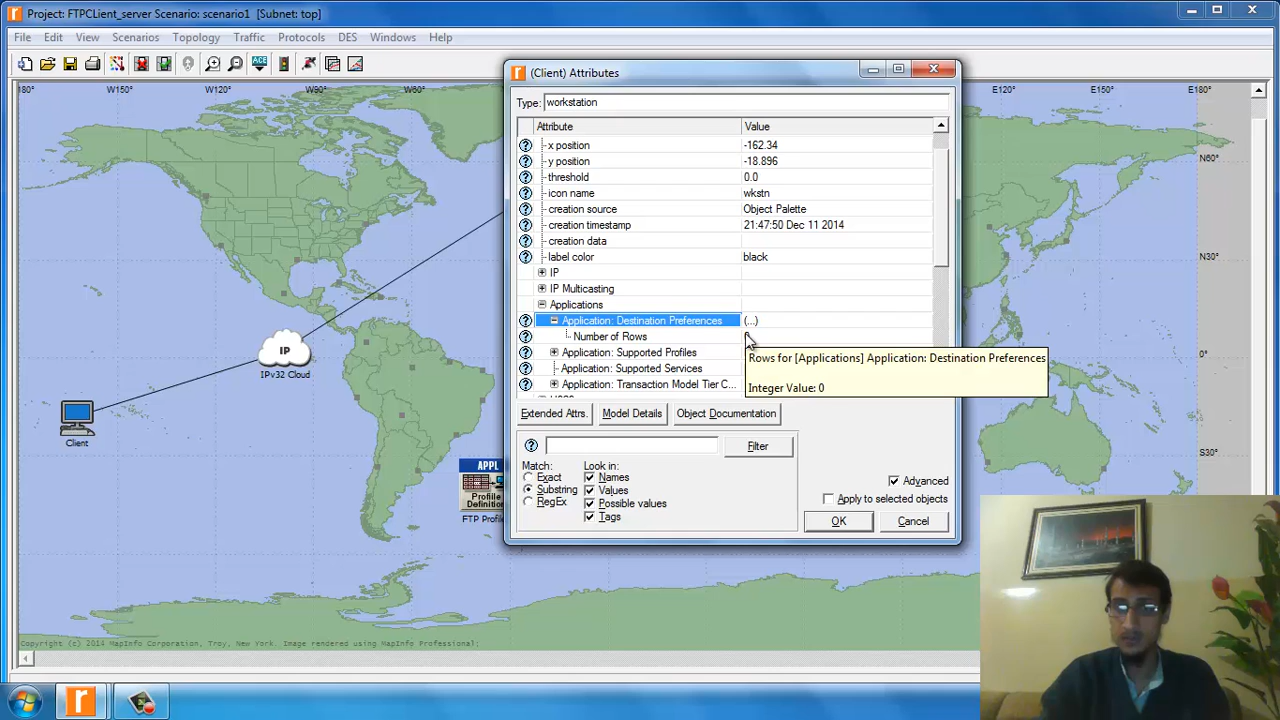 Project: FTPCLient_server Scenario: scenario1 [Subnet: top]
File Edit View Scenarios Topology Traffic Protocols DES Windows Help
ACE
W120° W90° W60° E120° E150°
N60°
N30°
0°
S30°
IP
IPv32 Cloud
Client
APPL
Profile
(Client) Attributes
Type: workstation
Attribute Value
x position -162.34
y position -18.896
threshold 0.0
icon name wkstn
creation source Object Palette
creation timestamp 21:47:50 Dec 11 2014
creation data
label color black
IP
IP Multicasting
Applications
Application: Destination Preferences (...)
Number of Rows
Application: Supported Profiles
Application: Supported Services
Application: Transaction Model Tier C...
Rows for [Applications] Application: Destination Preferences
Integer Value: 0
Extended Attrs. Model Details Object Documentation
Filter
Match: Look in:
Exact Names
Substring Values
RegEx Possible values
Tags
Advanced
Apply to selected objects
OK Cancel
Copyright (c) 2014 MapInfo Corporation, Troy, New York. Image rendered using MapInfo Professional;